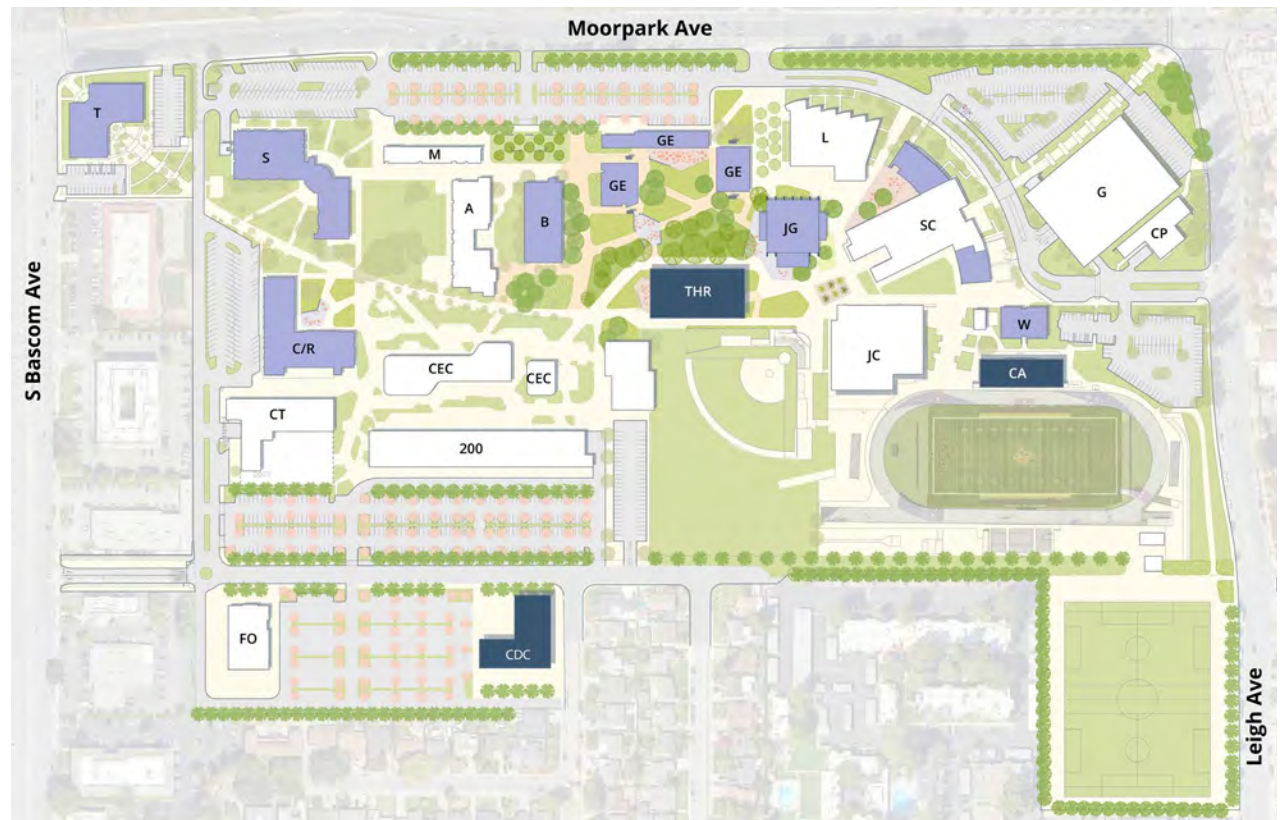 Moorpark Ave
T
GE
L
S
M
GE
GE
G
A
B
JG
SC
CP
THR
W
C/R
JC
CEC
CEC
CA
CT
200
S Bascom Ave
FO
CDC
Leigh Ave